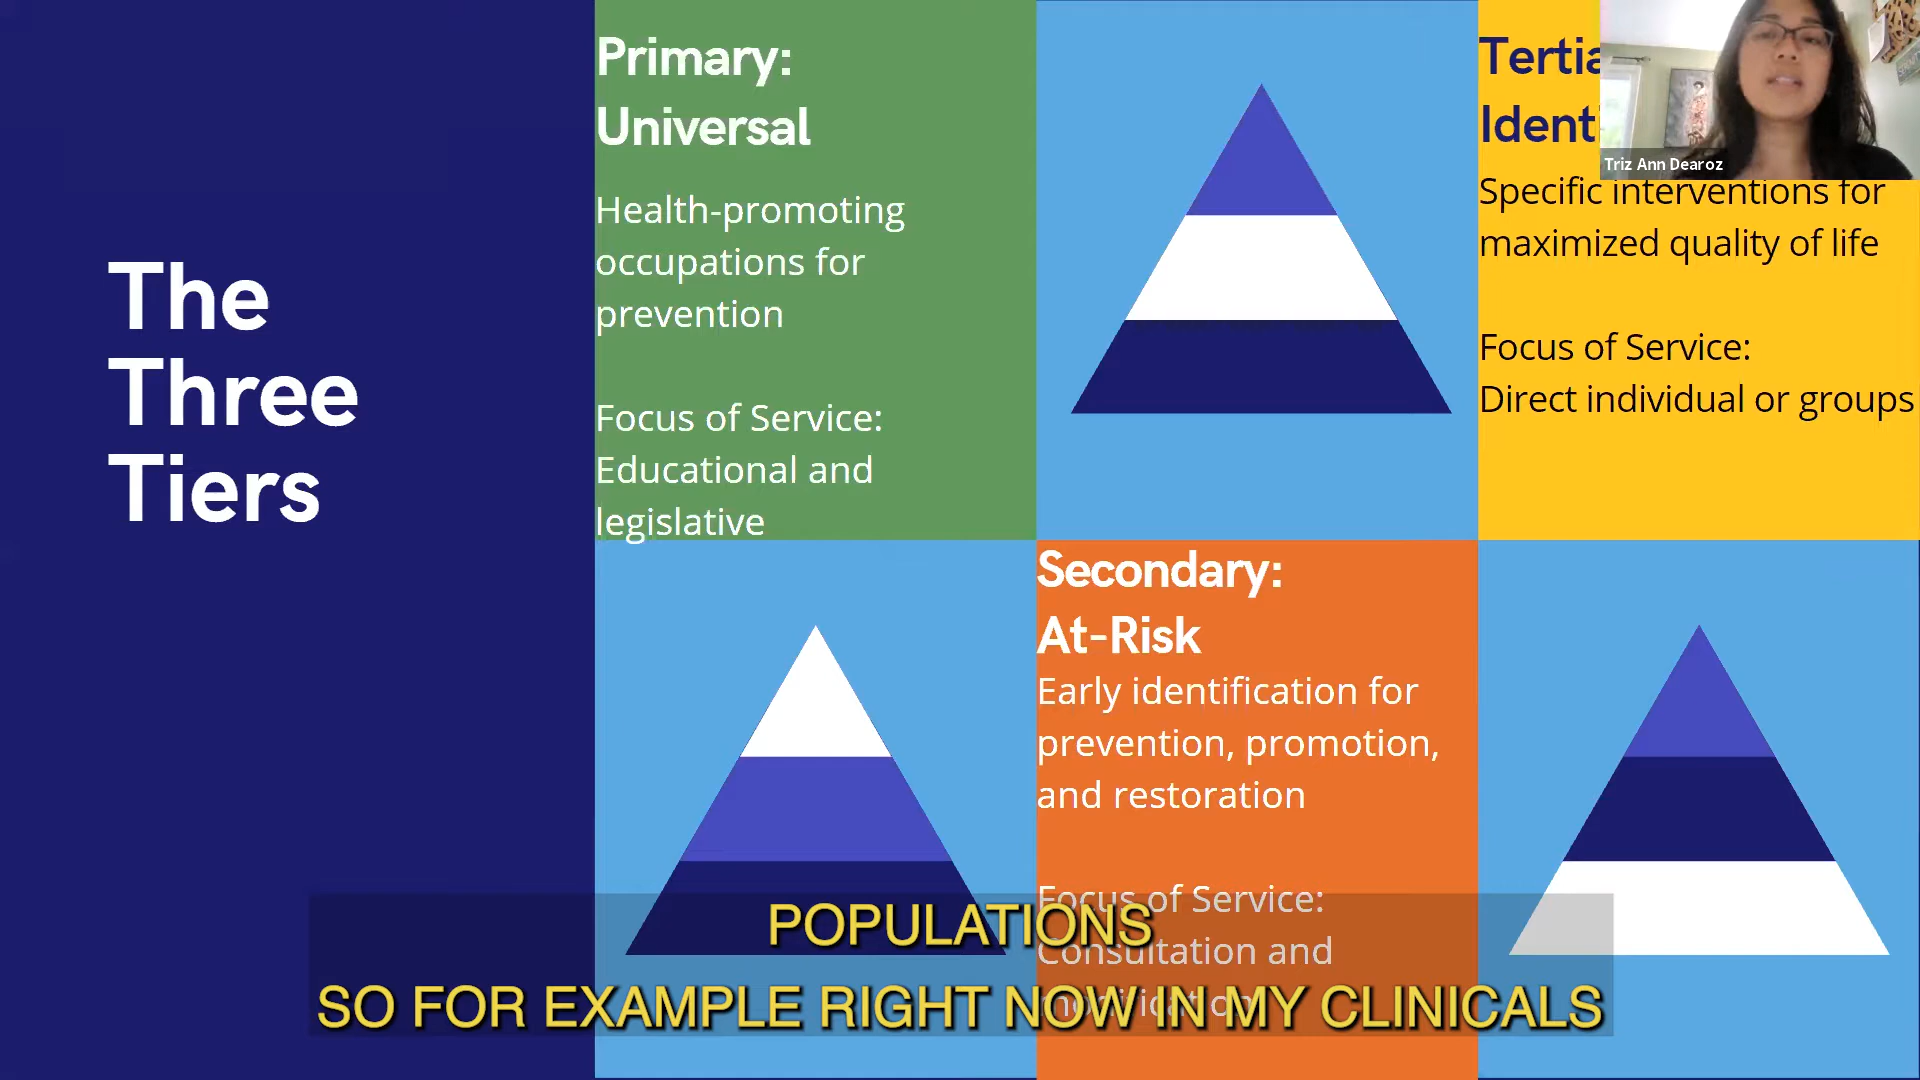 The
Three
Tiers
Primary:
Universal
Health-promoting
occupations for
prevention
Focus of Service:
Educational and
legislative
Secondary:
At-Risk
Early identification for
prevention, promotion,
and restoration
Focus of Service:
Consultation and
modification
Specific interventions for
maximized quality of life
Focus of Service:
Direct individual or groups
Triz Ann Dearoz
POPULATIONS
SO FOR EXAMPLE RIGHT NOW IN MY CLINICALS